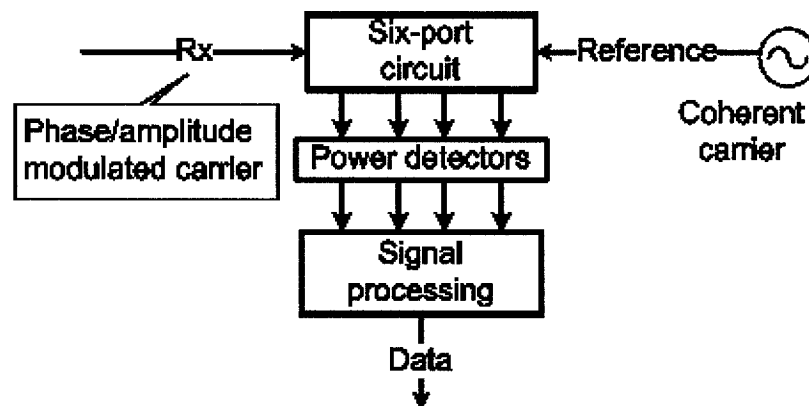 Rx
Six-port
circuit
Reference
Coherent
carrier
Phase/amplitude
modulated carrier
Power detectors
Signal
processing
Data